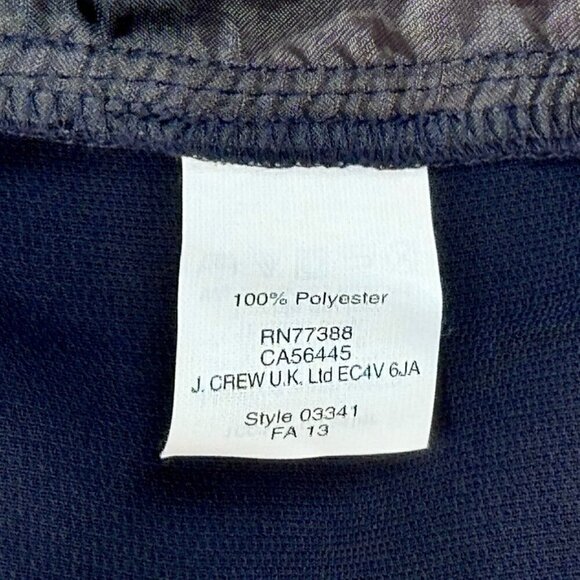 100% Polyester
RN77388
CA56445
J. CREW U.K. Ltd EC4V 6JA
Style 03341
FA 13